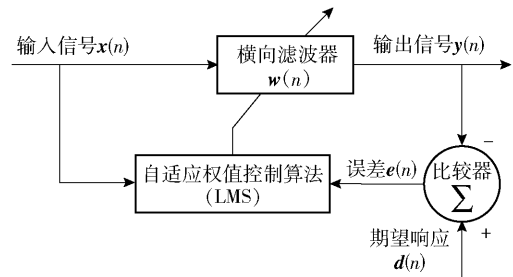 输入信号x(n)
横向滤波器
w(n)
输出信号y(n)
自适应权值控制算法
(LMS)
误差e(n)
−
比较器
Σ
+
期望响应
d(n)